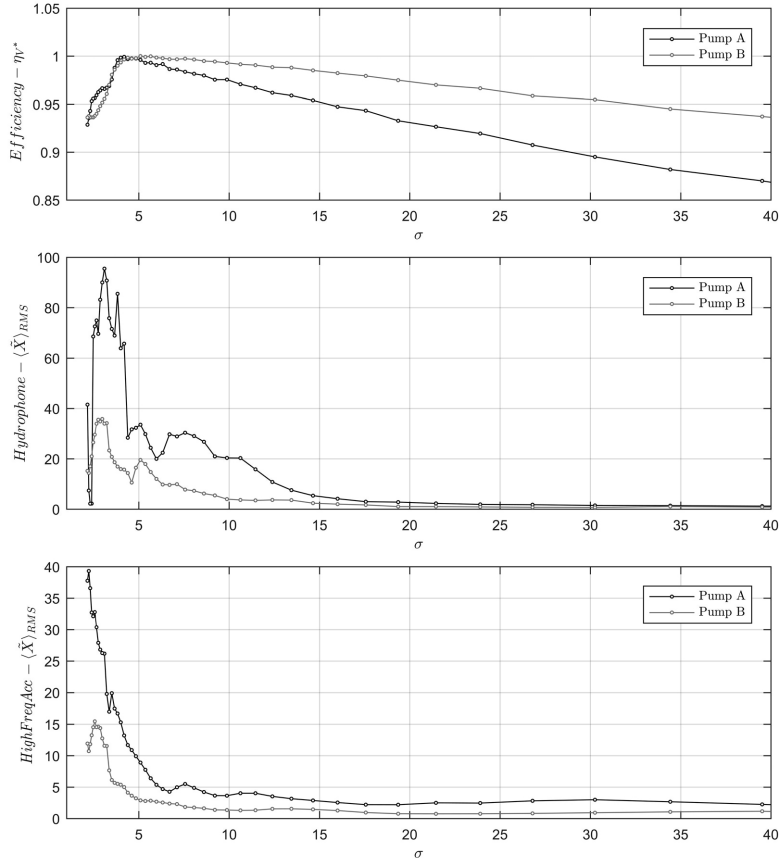 1.05
1
0.95
0.9
0.85
Efficiency − ηV*
Pump A
Pump B
5 10 15 20 25 30 35 40
σ
100
80
60
40
20
0
Hydrophone − ⟨X̃⟩RMS
Pump A
Pump B
5 10 15 20 25 30 35 40
σ
40
35
30
25
20
15
10
5
0
HighFreqAcc − ⟨X̃⟩RMS
Pump A
Pump B
5 10 15 20 25 30 35 40
σ